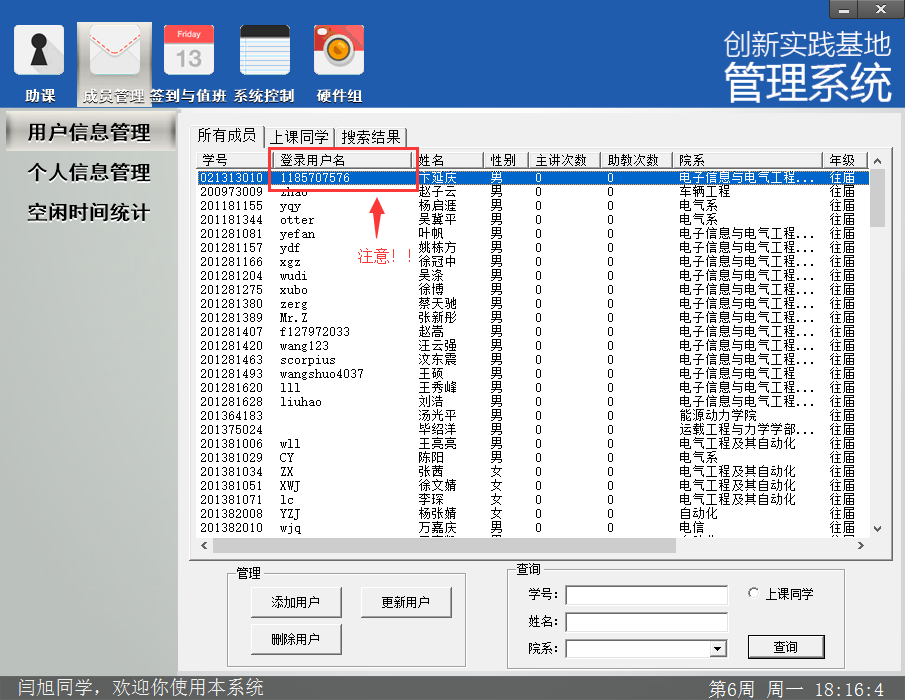 创新实践基地
管理系统
Friday
13
助课 成员管理 签到与值班 系统控制 硬件组
用户信息管理
个人信息管理
空闲时间统计
所有成员 上课同学 搜索结果
学号 登录用户名 姓名 性别 主讲次数 助教次数 院系 年级
021313010 1185707576 卞延庆 男 0 0 电子信息与电气工程... 往届
200973009 zhao 赵子云 男 0 0 车辆工程 往届
201181155 yqy 杨启涯 男 0 0 电气系 往届
201181344 otter 吴冀平 男 0 0 电气系 往届
201281081 yefan 叶帆 男 0 0 电子信息与电气工程... 往届
201281157 ydf 姚栋方 男 0 0 电子信息与电气工程... 往届
201281166 xgz 徐冠中 男 0 0 电子信息与电气工程... 往届
201281204 wudi 吴涤 男 0 0 电子信息与电气工程... 往届
201281275 xubo 徐博 男 0 0 电子信息与电气工程... 往届
201281380 zerg 蔡天驰 男 0 0 电子信息与电气工程... 往届
201281389 Mr.Z 张新彤 男 0 0 电子信息与电气工程... 往届
201281407 f127972033 赵嵩 男 0 0 电子信息与电气工程... 往届
201281420 wang123 汪云强 男 0 0 电子信息与电气工程... 往届
201281463 scorpius 汶东震 男 0 0 电子信息与电气工程... 往届
201281493 wangshuo4037 王硕 男 0 0 电子信息与电气工程... 往届
201281620 lll 王秀峰 男 0 0 电子信息与电气工程... 往届
201281628 liuhao 刘浩 男 0 0 电子信息与电气工程... 往届
201364183 汤光平 男 0 0 能源动力学院 往届
201375024 毕绍洋 男 0 0 运载工程与力学学部... 往届
201381006 wll 王亮亮 男 0 0 电气工程及其自动化 往届
201381029 CY 陈阳 男 0 0 电气系 往届
201381034 ZX 张茜 女 0 0 电气工程及其自动化 往届
201381051 XWJ 徐文婧 女 0 0 电气工程及其自动化 往届
201381071 lc 李琛 女 0 0 电气工程及其自动化 往届
201382008 YZJ 杨张婧 女 0 0 自动化 往届
201382010 wjq 万嘉庆 男 0 0 电信 往届
注意！！
管理
添加用户 更新用户
删除用户
查询
学号: 上课同学
姓名:
院系: 查询
闫旭同学，欢迎你使用本系统 第6周 周一 18:16:4